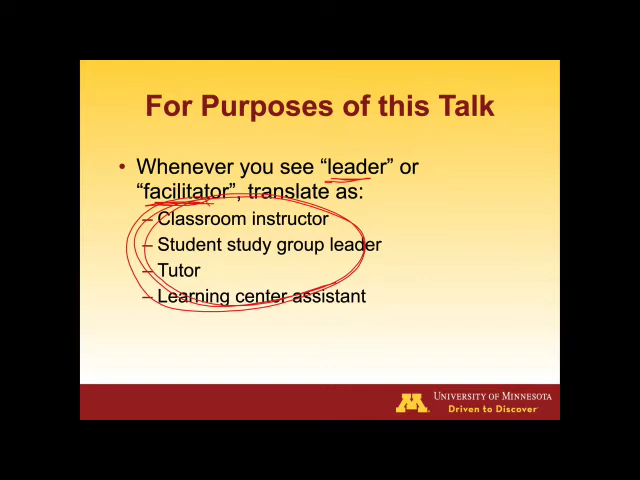 For Purposes of this Talk
• Whenever you see “leader” or
“facilitator”, translate as:
– Classroom instructor
– Student study group leader
– Tutor
– Learning center assistant
M
UNIVERSITY OF MINNESOTA
Driven to Discover℠